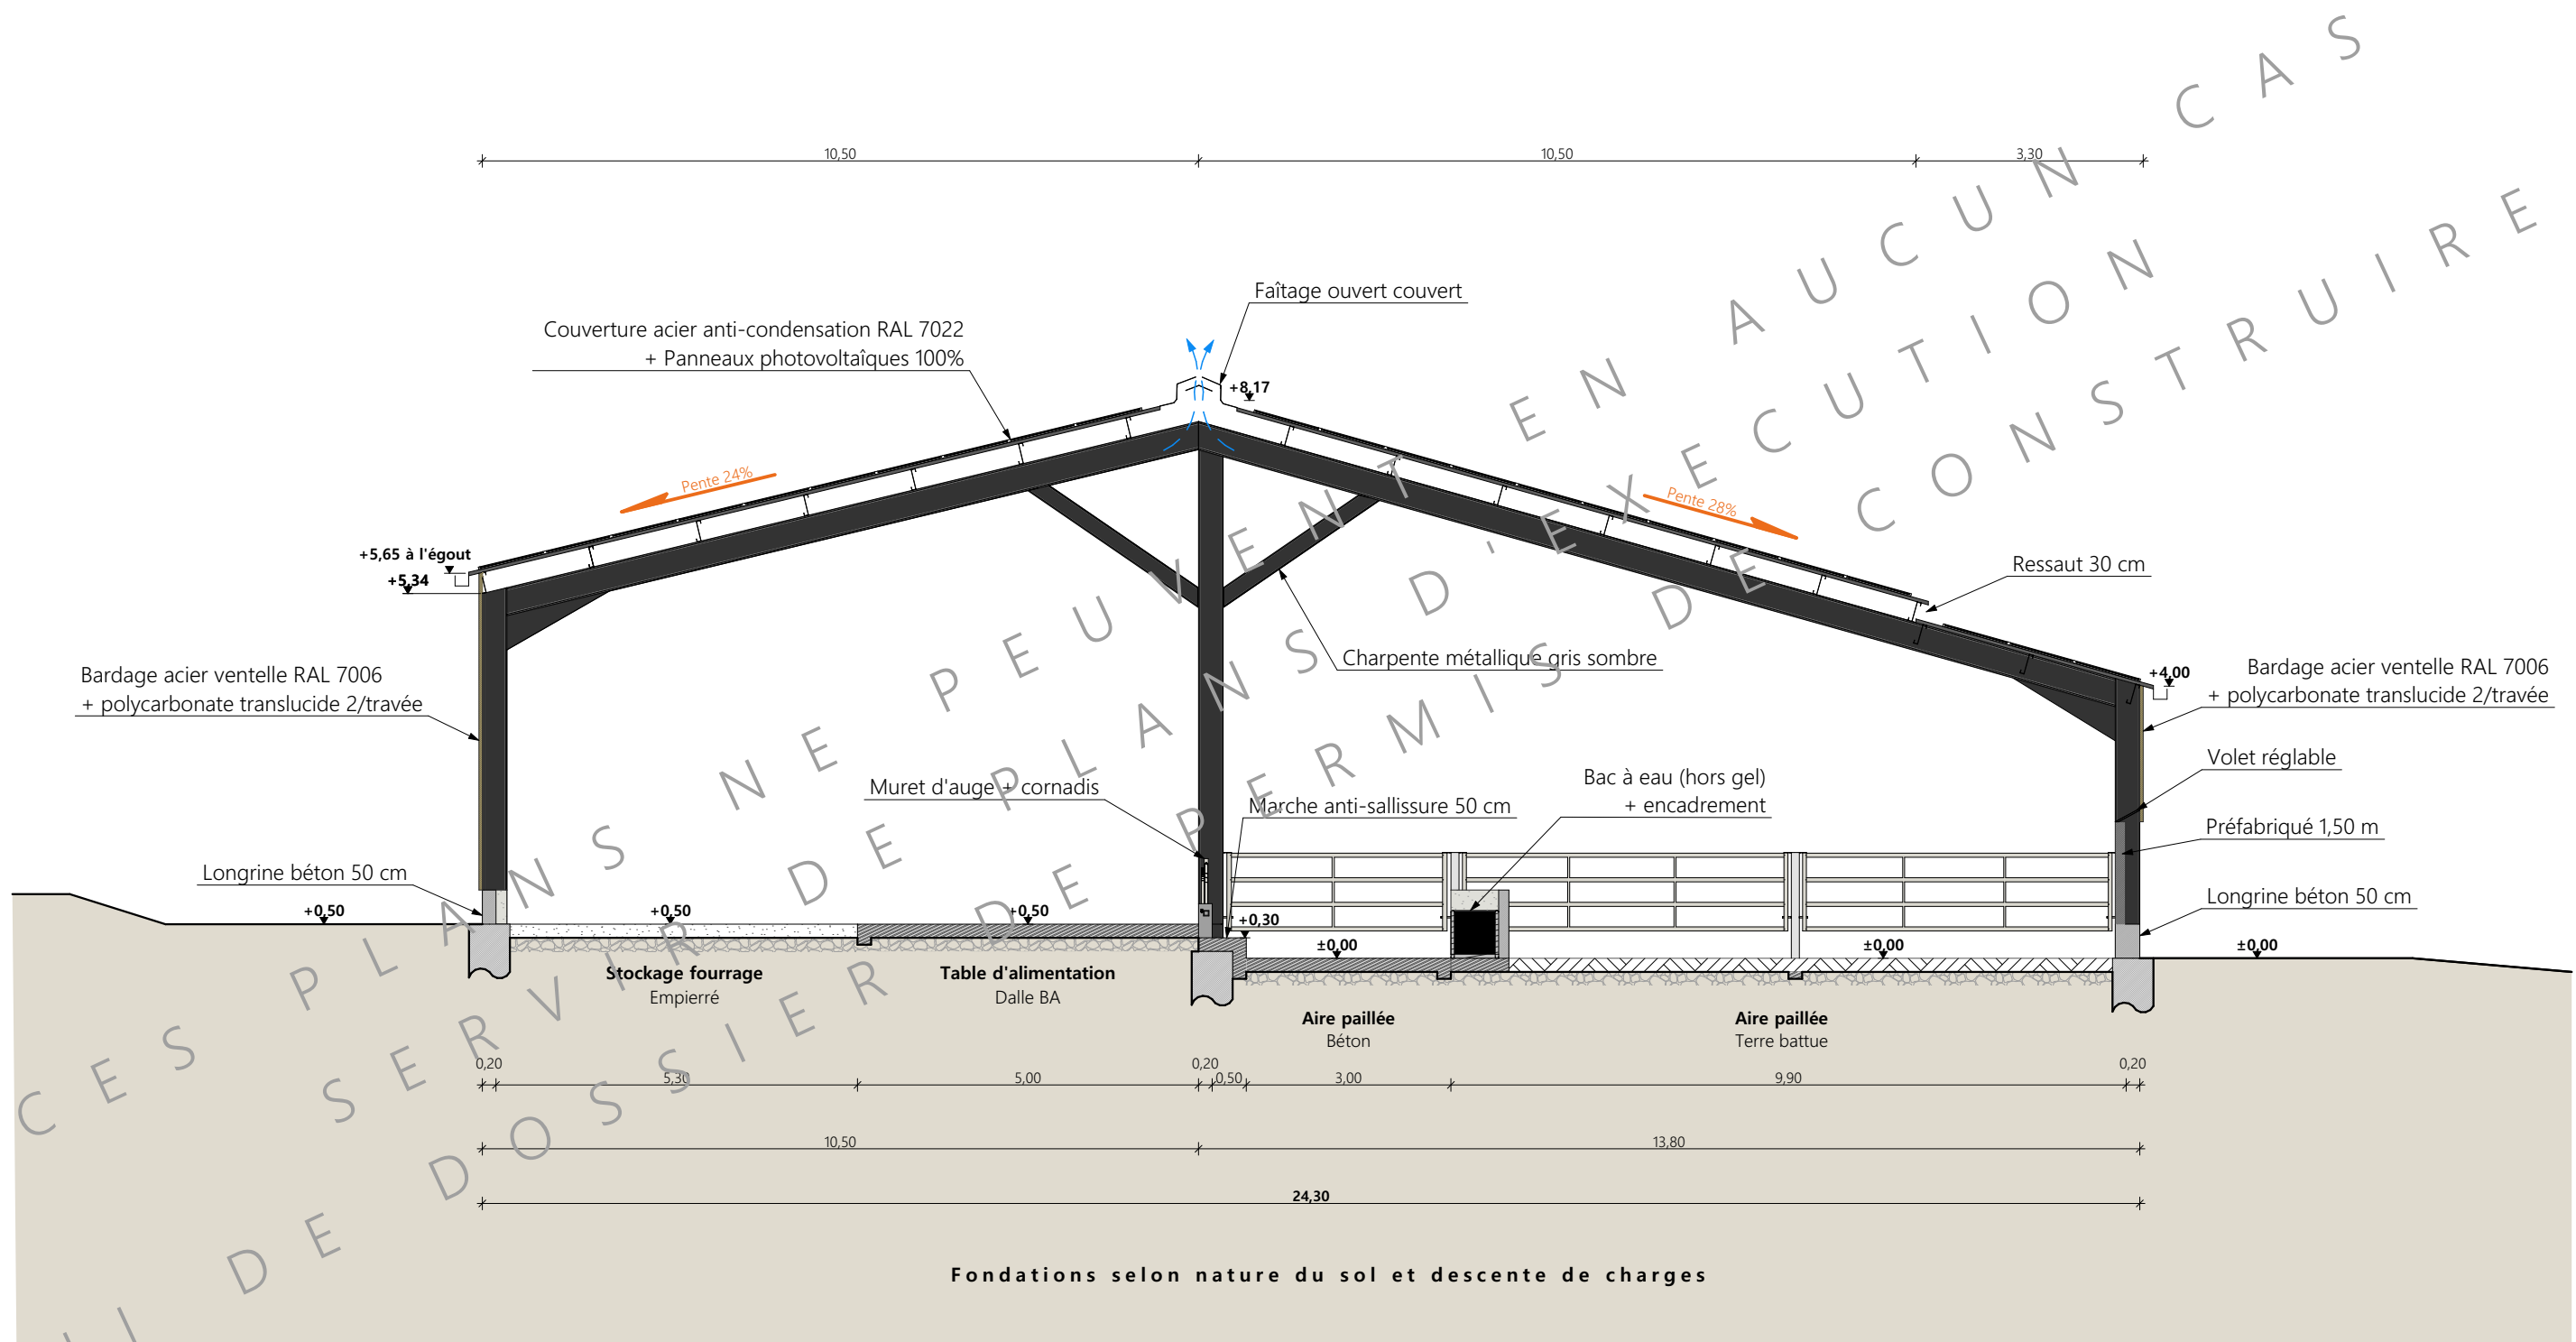 10,50
10,50
3,30
Faîtage ouvert couvert
Couverture acier anti-condensation RAL 7022
+ Panneaux photovoltaîques 100%
+8,17
Pente 24%
Pente 28%
+5,65 à l'égout
+5,34
Ressaut 30 cm
Charpente métallique gris sombre
+4,00
Bardage acier ventelle RAL 7006
+ polycarbonate translucide 2/travée
Bardage acier ventelle RAL 7006
+ polycarbonate translucide 2/travée
Volet réglable
Muret d'auge + cornadis
Marche anti-sallissure 50 cm
Bac à eau (hors gel)
+ encadrement
Préfabriqué 1,50 m
Longrine béton 50 cm
Longrine béton 50 cm
+0,50
+0,50
+0,50
+0,30
±0,00
±0,00
±0,00
Stockage fourrage
Empierré
Table d'alimentation
Dalle BA
Aire paillée
Béton
Aire paillée
Terre battue
0,20
5,30
5,00
0,20
0,50
3,00
9,90
0,20
10,50
13,80
24,30
Fondations selon nature du sol et descente de charges
CES PLANS NE PEUVENT EN AUCUN CAS
SERVIR DE PLANS D'EXECUTION
DE DOSSIER DE PERMIS DE CONSTRUIRE